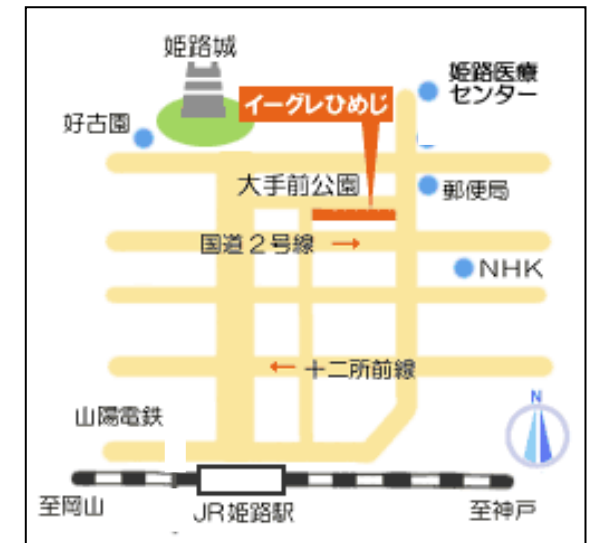 姫路城
姫路医療
センター
イーグレひめじ
好古園
大手前公園
郵便局
国道2号線 →
NHK
← 十二所前線
N
山陽電鉄
至岡山
JR姫路駅
至神戸